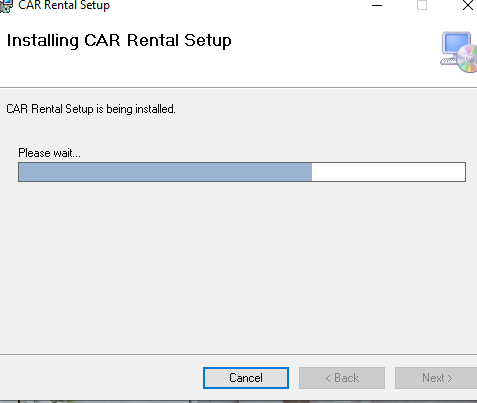 CAR Rental Setup
Installing CAR Rental Setup
CAR Rental Setup is being installed.
Please wait...
Cancel
< Back
Next >